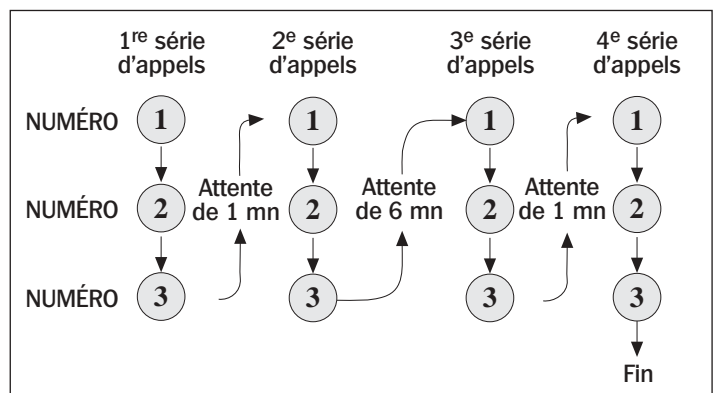 1re série d'appels
2e série d'appels
3e série d'appels
4e série d'appels
NUMÉRO 1 1 1 1
NUMÉRO 2 Attente de 1 mn 2 Attente de 6 mn 2 Attente de 1 mn 2
NUMÉRO 3 3 3 3
Fin